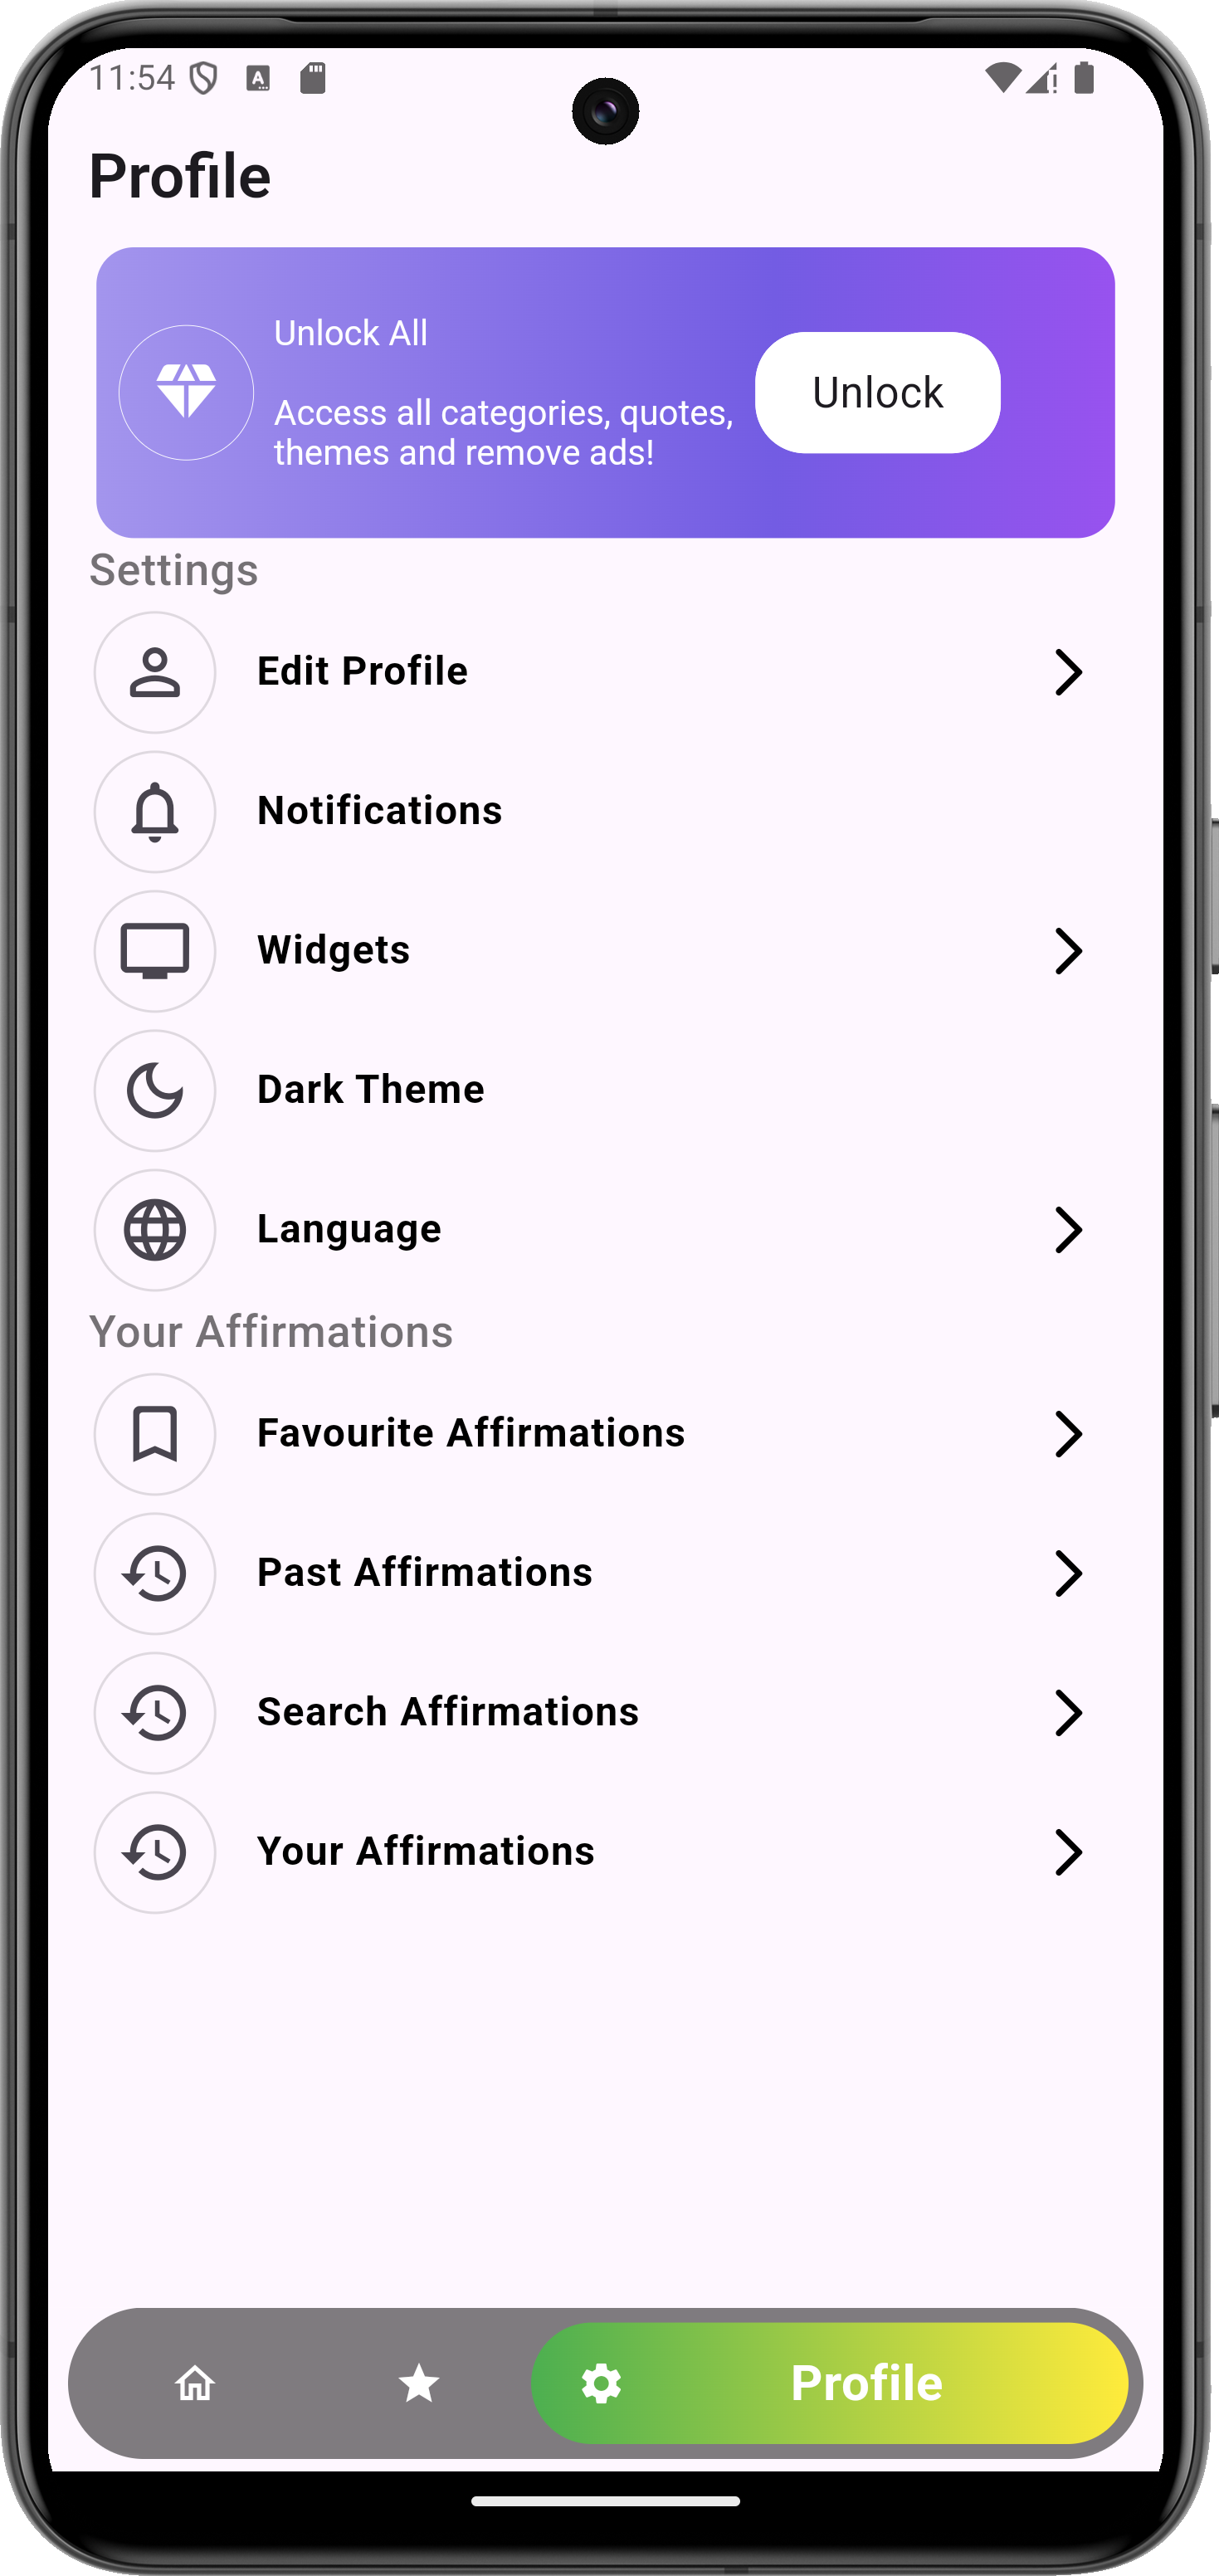 11:54
Profile
Unlock All
Access all categories, quotes,
themes and remove ads!
Unlock
Settings
Edit Profile
Notifications
Widgets
Dark Theme
Language
Your Affirmations
Favourite Affirmations
Past Affirmations
Search Affirmations
Your Affirmations
Profile